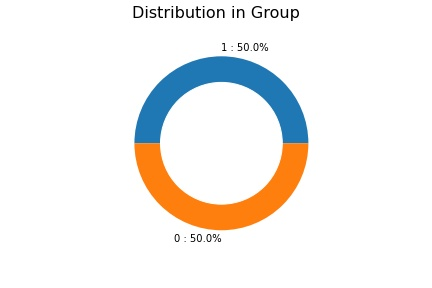 Distribution in Group
1 : 50.0%
0 : 50.0%